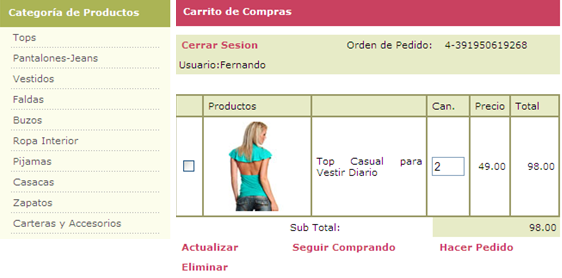 Categoría de Productos
Tops
Pantalones-Jeans
Vestidos
Faldas
Buzos
Ropa Interior
Pijamas
Casacas
Zapatos
Carteras y Accesorios
Carrito de Compras
Cerrar Sesion Orden de Pedido: 4-391950619268
Usuario:Fernando
Productos Can. Precio Total
Top Casual para
Vestir Diario
2 49.00 98.00
Sub Total: 98.00
Actualizar Seguir Comprando Hacer Pedido
Eliminar